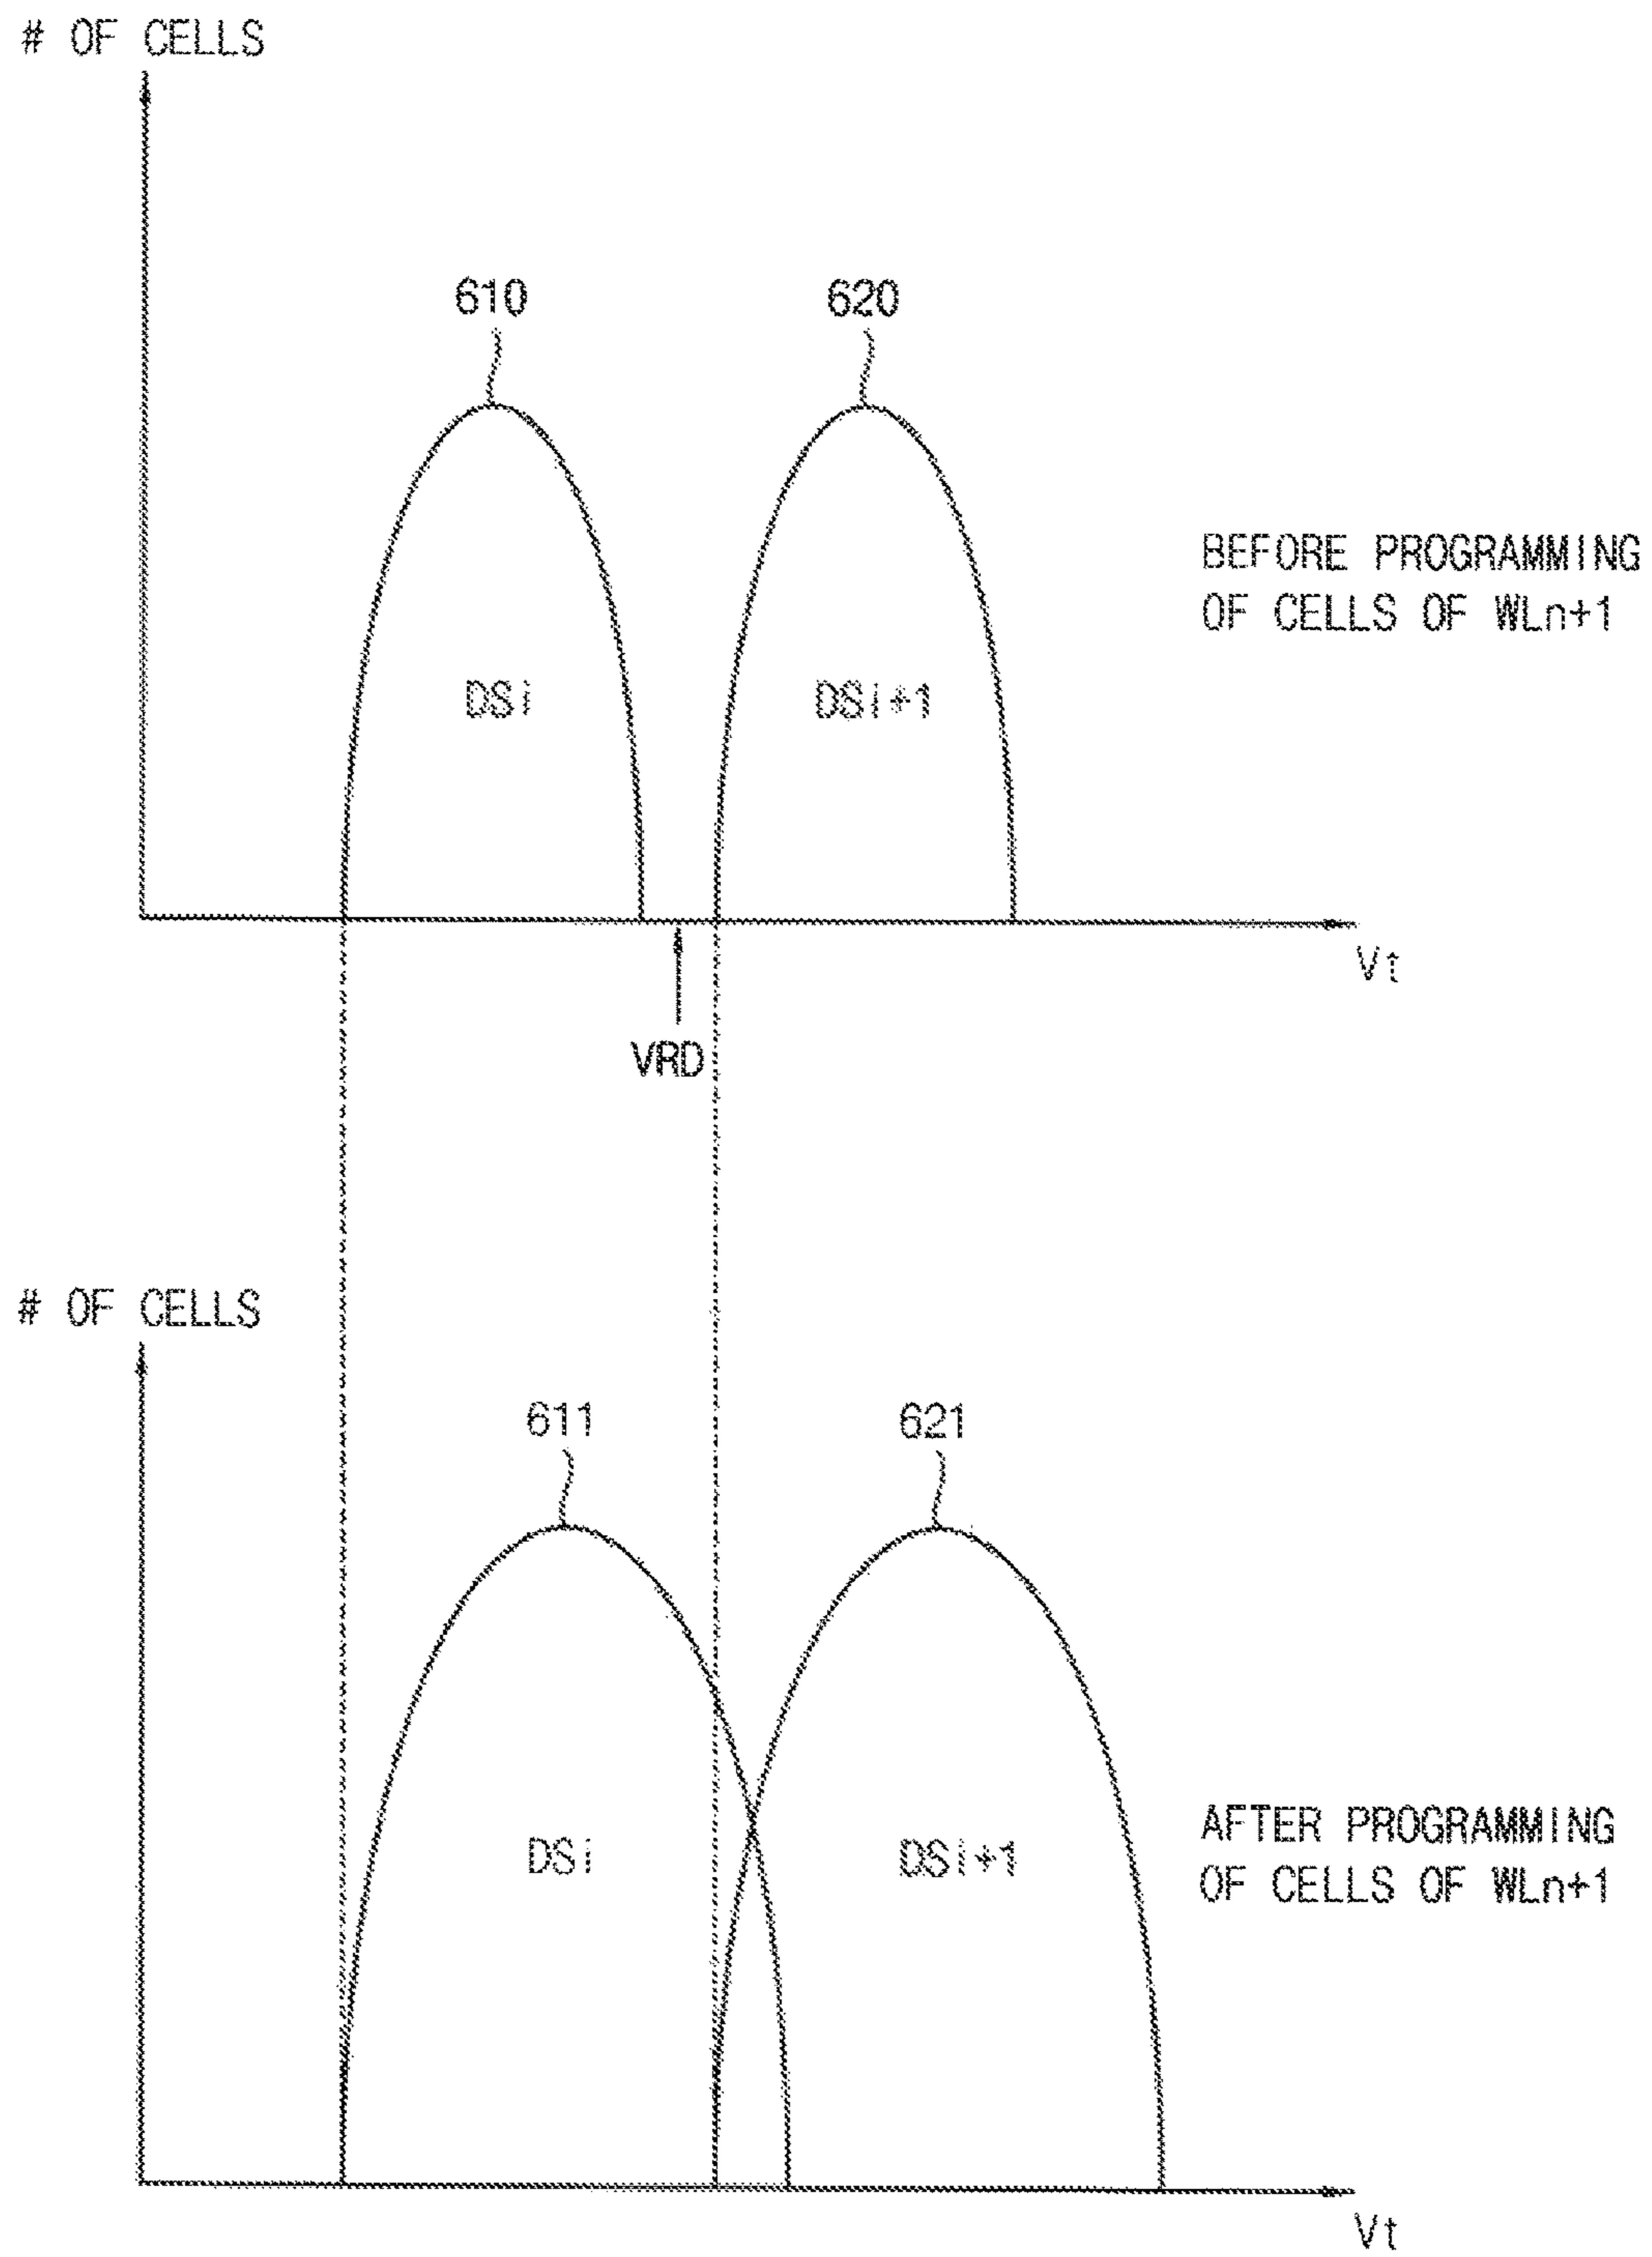 # OF CELLS
610
620
BEFORE PROGRAMMING
OF CELLS OF WLn+1
DSi
DSi+1
Vt
VRD
# OF CELLS
611
621
AFTER PROGRAMMING
OF CELLS OF WLn+1
DSi
DSi+1
Vt